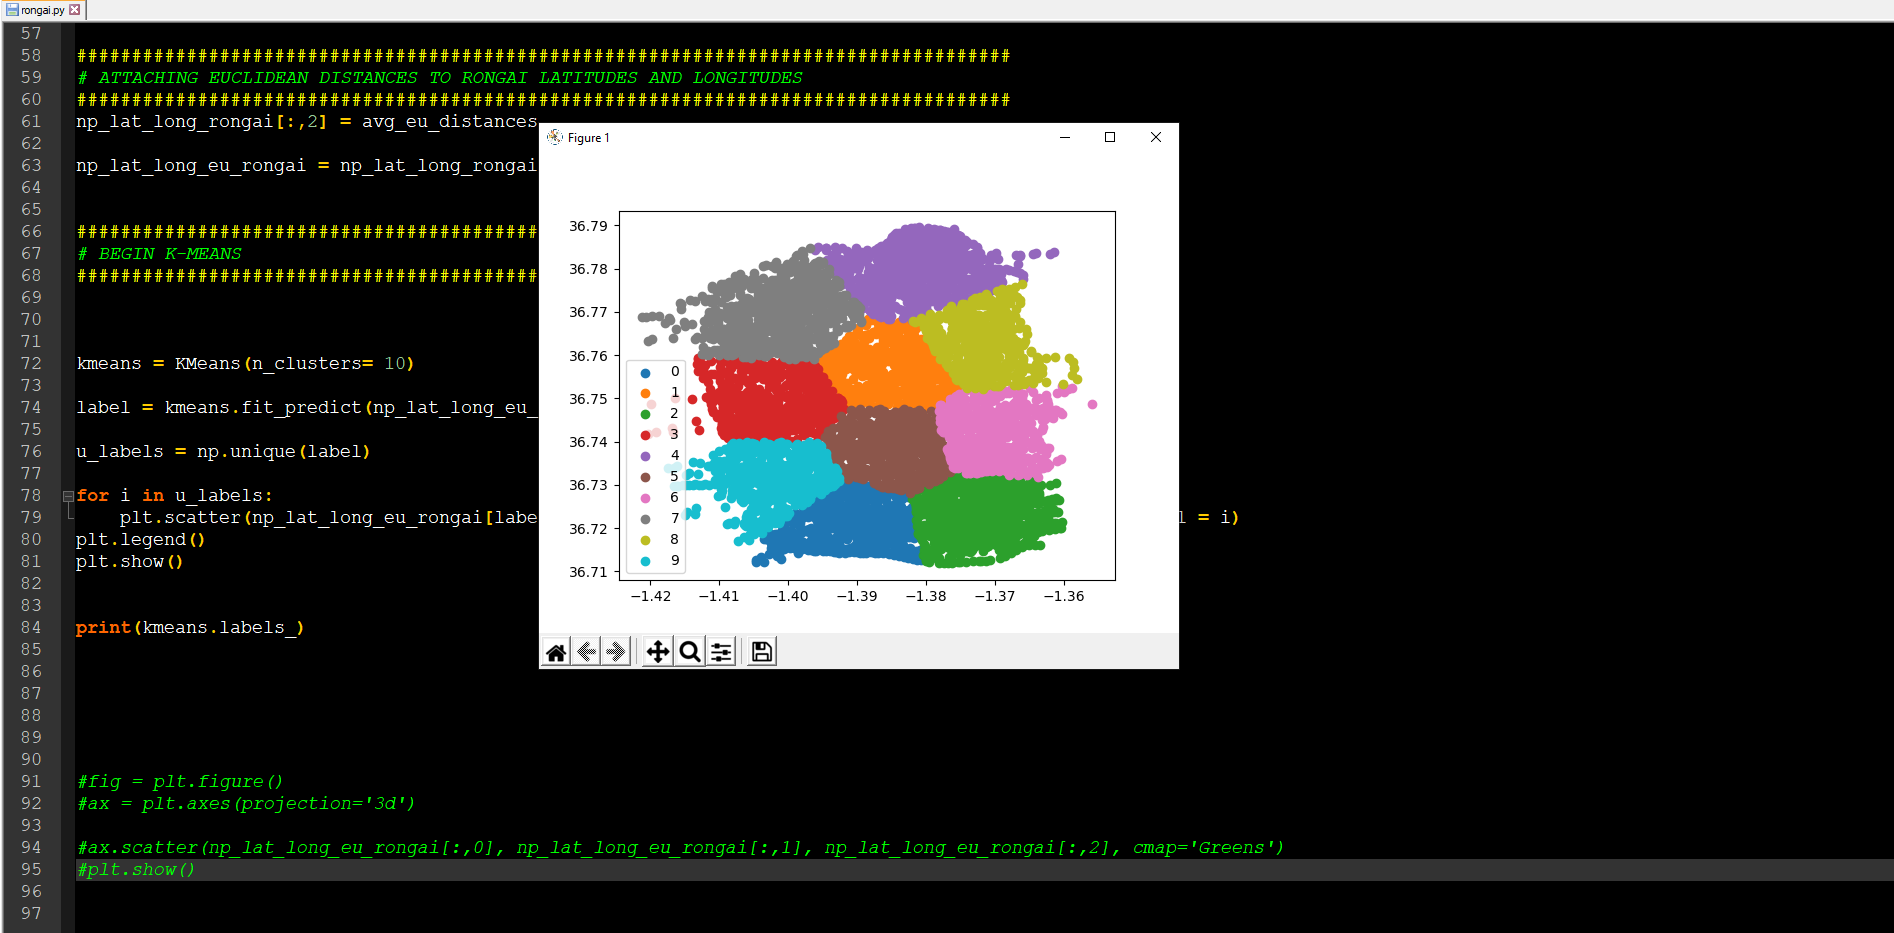 rongai.py
57
58 #####################################################################################
59 # ATTACHING EUCLIDEAN DISTANCES TO RONGAI LATITUDES AND LONGITUDES
60 #####################################################################################
61 np_lat_long_rongai[:,2] = avg_eu_distances
62
63 np_lat_long_eu_rongai = np_lat_long_rongai
64
65
66 ##########################################
67 # BEGIN K-MEANS
68 ##########################################
69
70
71
72 kmeans = KMeans(n_clusters= 10)
73
74 label = kmeans.fit_predict(np_lat_long_eu_
75
76 u_labels = np.unique(label)
77
78 for i in u_labels:
79 plt.scatter(np_lat_long_eu_rongai[labe l = i)
80 plt.legend()
81 plt.show()
82
83
84 print(kmeans.labels_)
85
86
87
88
89
90
91 #fig = plt.figure()
92 #ax = plt.axes(projection='3d')
93
94 #ax.scatter(np_lat_long_eu_rongai[:,0], np_lat_long_eu_rongai[:,1], np_lat_long_eu_rongai[:,2], cmap='Greens')
95 #plt.show()
96
97
Figure 1
36.79
36.78
36.77
36.76
36.75
36.74
36.73
36.72
36.71
0
1
2
3
4
5
6
7
8
9
−1.42 −1.41 −1.40 −1.39 −1.38 −1.37 −1.36